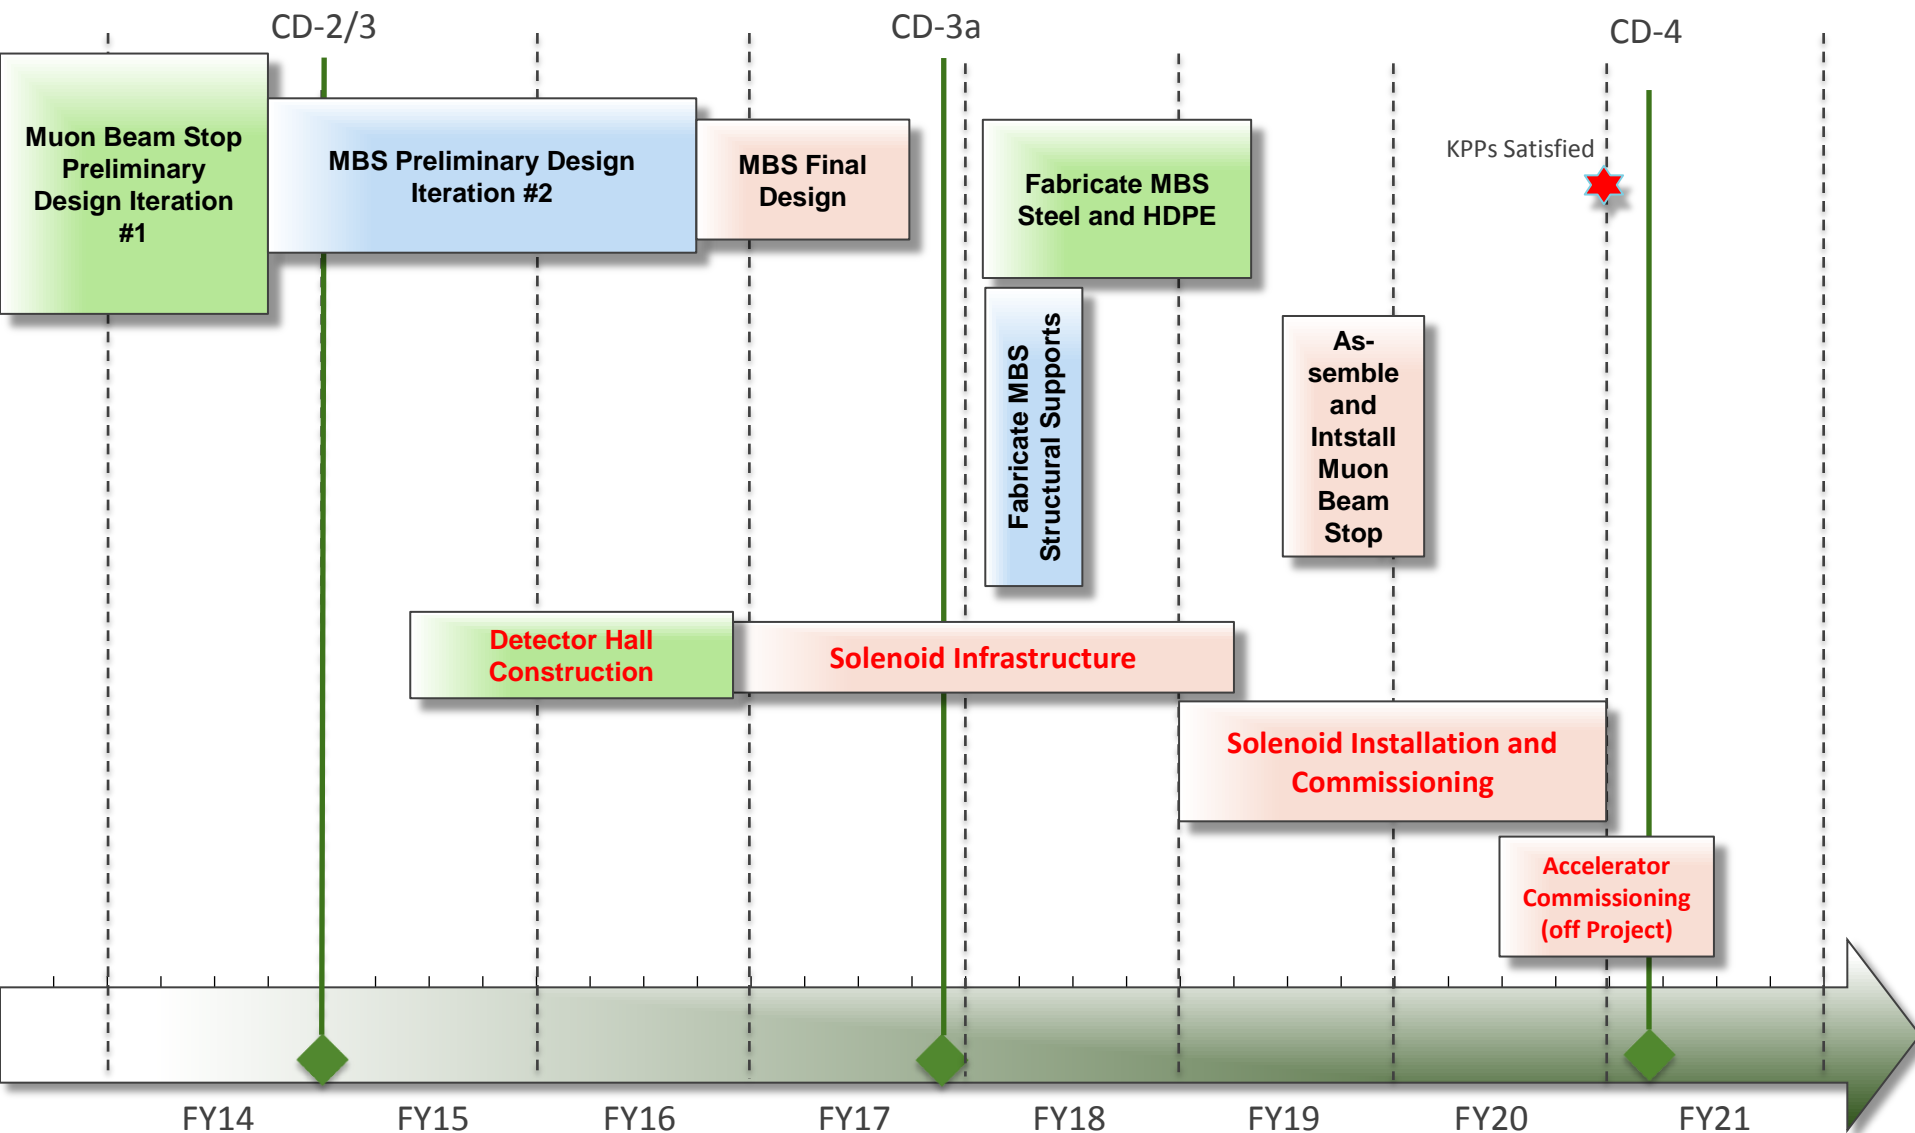 CD-2/3
CD-3a
CD-4
Muon Beam Stop
Preliminary
Design Iteration
#1
MBS Preliminary Design
Iteration #2
MBS Final
Design
Fabricate MBS
Steel and HDPE
KPPs Satisfied
Fabricate MBS
Structural Supports
As-
semble
and
Intstall
Muon
Beam
Stop
Detector Hall
Construction
Solenoid Infrastructure
Solenoid Installation and
Commissioning
Accelerator
Commissioning
(off Project)
FY14
FY15
FY16
FY17
FY18
FY19
FY20
FY21